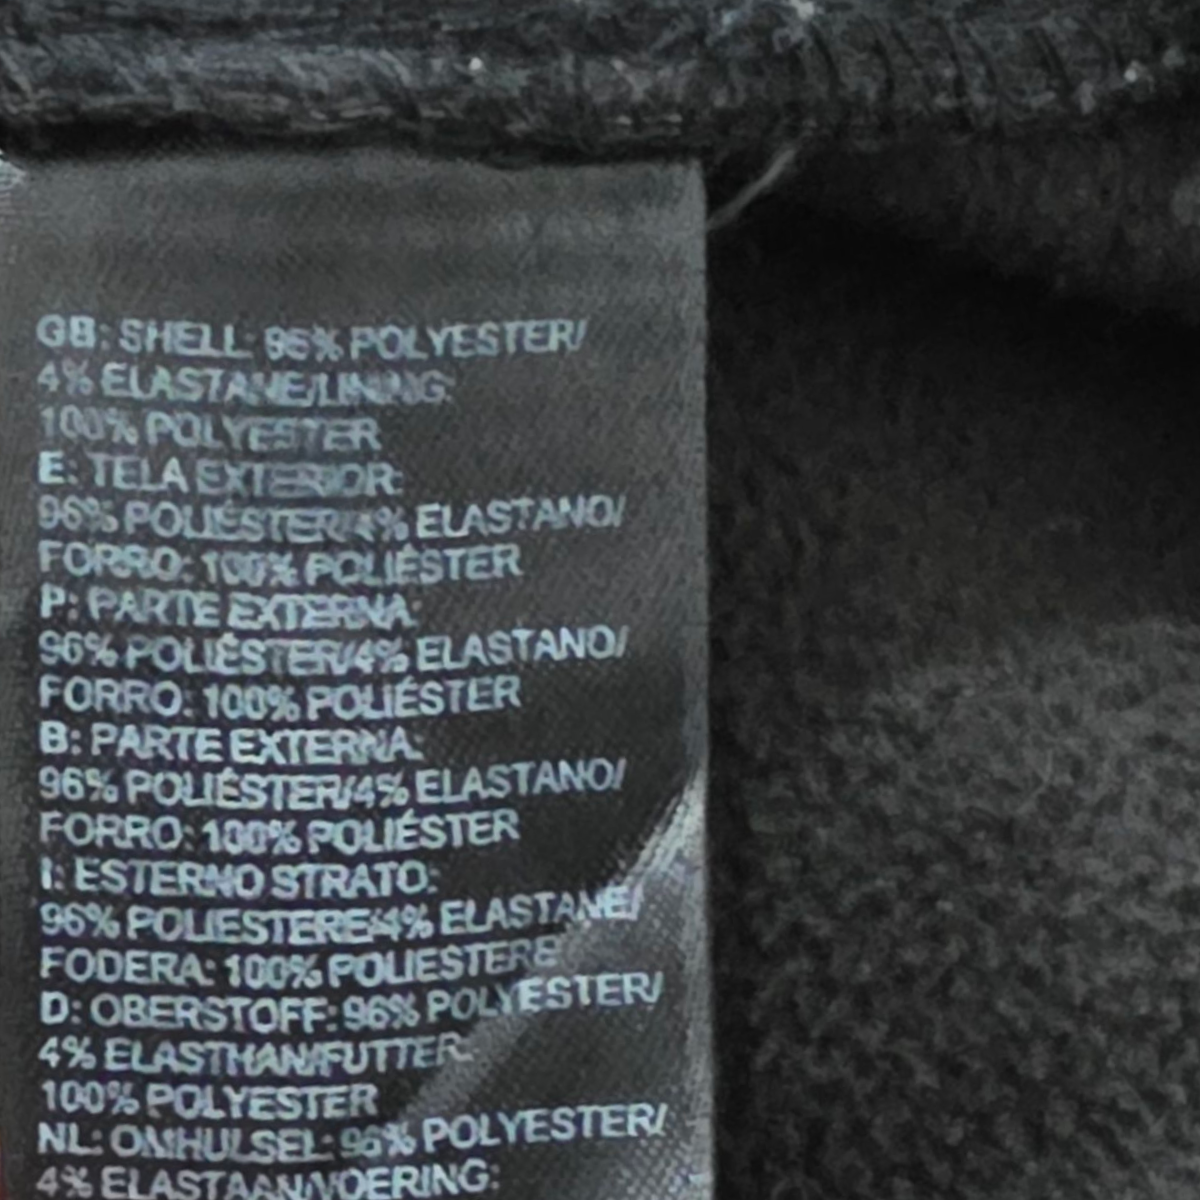 GB: SHELL: 96% POLYESTER/
4% ELASTANE/LINING:
100% POLYESTER
E: TELA EXTERIOR:
96% POLIÉSTER/4% ELASTANO/
FORRO: 100% POLIÉSTER
P: PARTE EXTERNA:
96% POLIÉSTER/4% ELASTANO/
FORRO: 100% POLIÉSTER
B: PARTE EXTERNA:
96% POLIÉSTER/4% ELASTANO/
FORRO: 100% POLIÉSTER
I: ESTERNO STRATO:
96% POLIESTERE/4% ELASTANE/
FODERA: 100% POLIESTERE
D: OBERSTOFF: 96% POLYESTER/
4% ELASTHAN/FUTTER:
100% POLYESTER
NL: OMHULSEL: 96% POLYESTER/
4% ELASTAAN/VOERING: